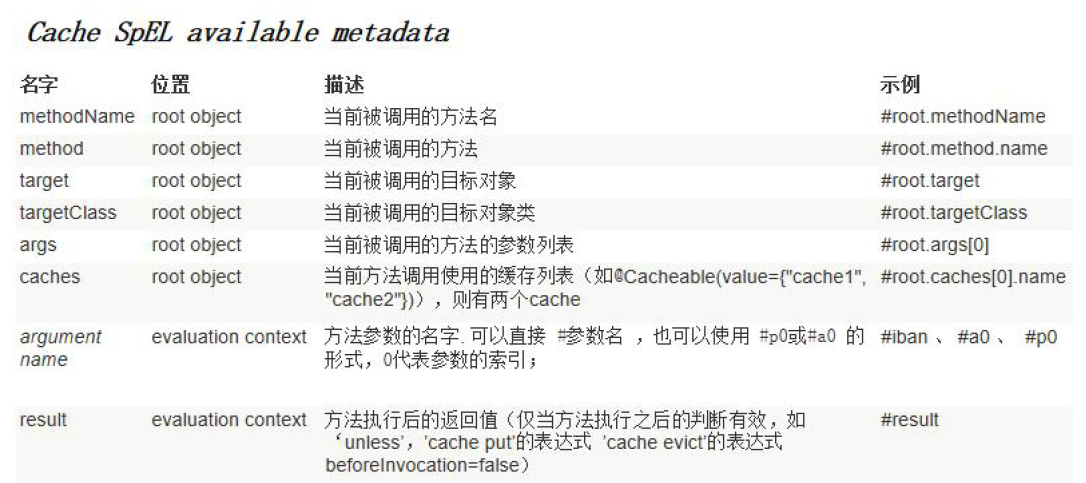 Cache SpEL available metadata
名字 位置 描述 示例
methodName root object 当前被调用的方法名 #root.methodName
method root object 当前被调用的方法 #root.method.name
target root object 当前被调用的目标对象 #root.target
targetClass root object 当前被调用的目标对象类 #root.targetClass
args root object 当前被调用的方法的参数列表 #root.args[0]
caches root object 当前方法调用使用的缓存列表（如@Cacheable(value={"cache1", #root.caches[0].name
"cache2"})），则有两个cache
argument evaluation context 方法参数的名字. 可以直接 #参数名 ，也可以使用 #p0或#a0 的 #iban 、 #a0 、 #p0
name 形式，0代表参数的索引；
result evaluation context 方法执行后的返回值（仅当方法执行之后的判断有效，如 #result
‘unless’，'cache put'的表达式 'cache evict'的表达式
beforeInvocation=false）